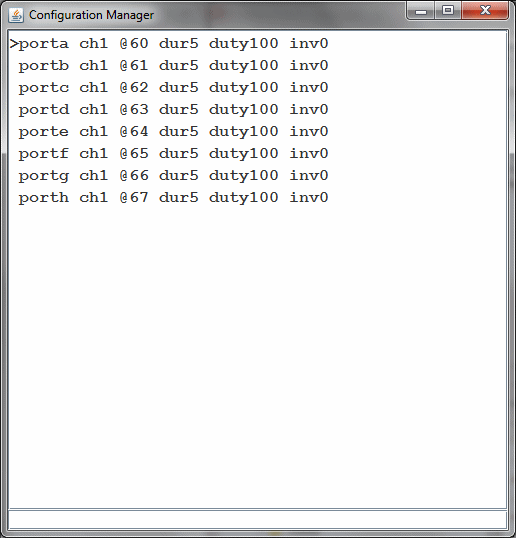 Configuration Manager
>porta ch1 @60 dur5 duty100 inv0
portb ch1 @61 dur5 duty100 inv0
portc ch1 @62 dur5 duty100 inv0
portd ch1 @63 dur5 duty100 inv0
porte ch1 @64 dur5 duty100 inv0
portf ch1 @65 dur5 duty100 inv0
portg ch1 @66 dur5 duty100 inv0
porth ch1 @67 dur5 duty100 inv0